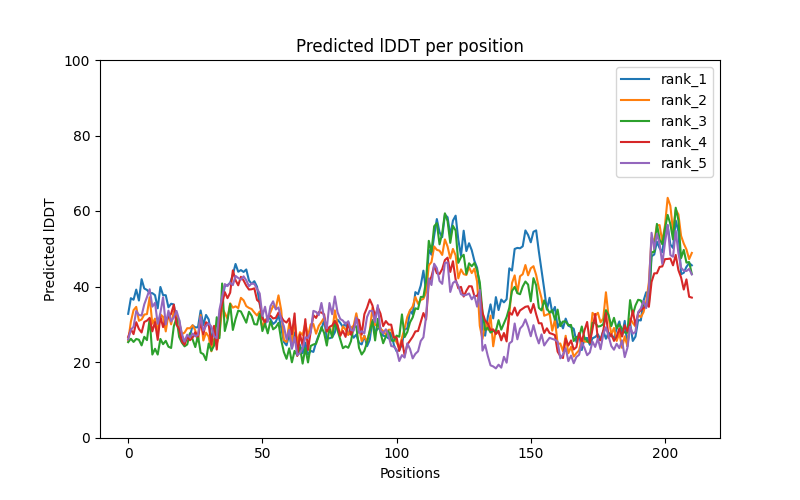 Predicted lDDT per position
100
80
60
40
20
0
Predicted lDDT
0 50 100 150 200
Positions
rank_1
rank_2
rank_3
rank_4
rank_5